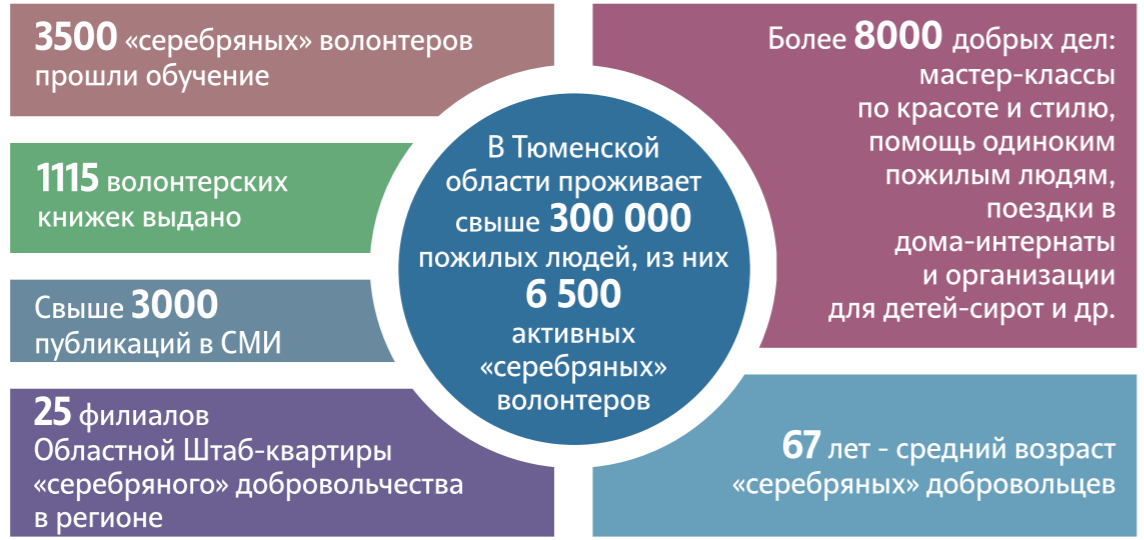 3500 «серебряных» волонтеров
прошли обучение
1115 волонтерских
книжек выдано
Свыше 3000
публикаций в СМИ
25 филиалов
Областной Штаб-квартиры
«серебряного» добровольчества
в регионе
В Тюменской
области проживает
свыше 300 000
пожилых людей, из них
6 500
активных
«серебряных»
волонтеров
Более 8000 добрых дел:
мастер-классы
по красоте и стилю,
помощь одиноким
пожилым людям,
поездки в
дома-интернаты
и организации
для детей-сирот и др.
67 лет - средний возраст
«серебряных» добровольцев